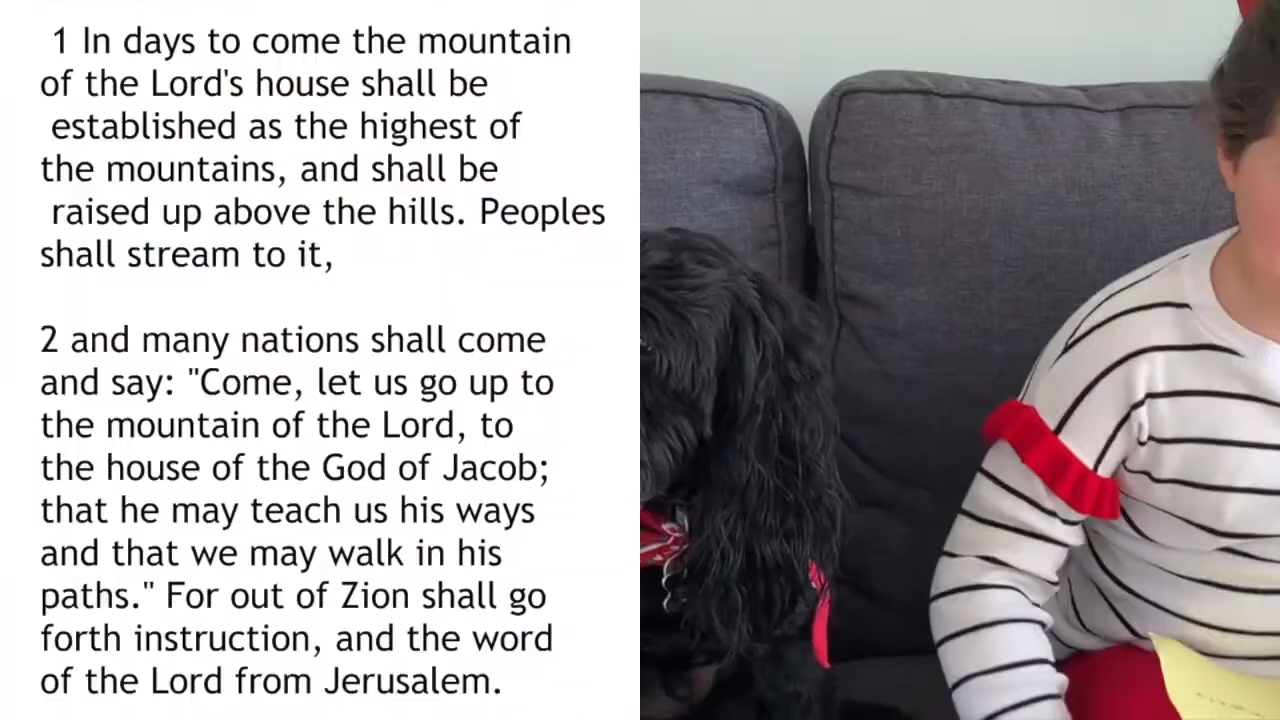 1 In days to come the mountain
of the Lord's house shall be
established as the highest of
the mountains, and shall be
raised up above the hills. Peoples
shall stream to it,
2 and many nations shall come
and say: "Come, let us go up to
the mountain of the Lord, to
the house of the God of Jacob;
that he may teach us his ways
and that we may walk in his
paths." For out of Zion shall go
forth instruction, and the word
of the Lord from Jerusalem.